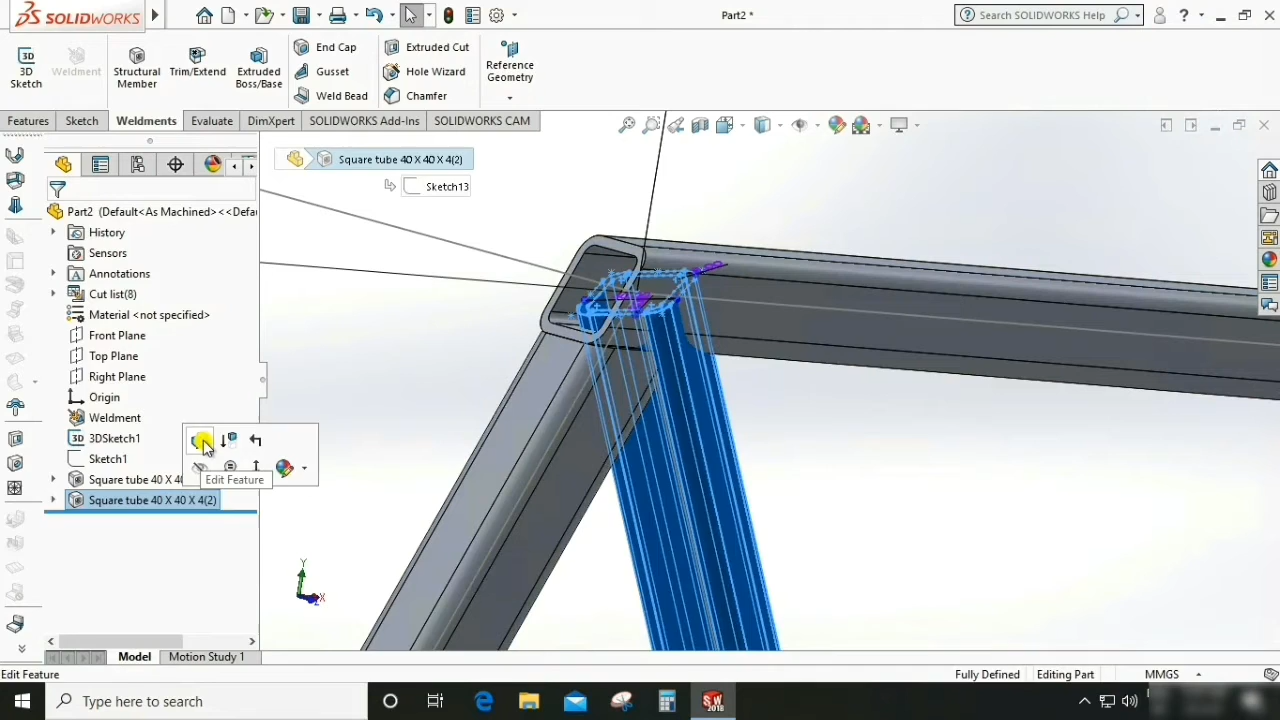 SOLIDWORKS
Part2 *
Search SOLIDWORKS Help
?
3D
Sketch
Weldment
Structural
Member
Trim/Extend
Extruded
Boss/Base
End Cap
Gusset
Weld Bead
Extruded Cut
Hole Wizard
Chamfer
Reference
Geometry
Features
Sketch
Weldments
Evaluate
DimXpert
SOLIDWORKS Add-Ins
SOLIDWORKS CAM
Square tube 40 X 40 X 4(2)
Sketch13
Part2 (Default<As Machined><<Defa
History
Sensors
Annotations
Cut list(8)
Material <not specified>
Front Plane
Top Plane
Right Plane
Origin
Weldment
3D 3DSketch1
Sketch1
Square tube 40 X 40
Square tube 40 X 40 X 4(2)
Edit Feature
Y
X
Z
Model
Motion Study 1
Edit Feature
Fully Defined
Editing Part
MMGS
Type here to search
SW
2018